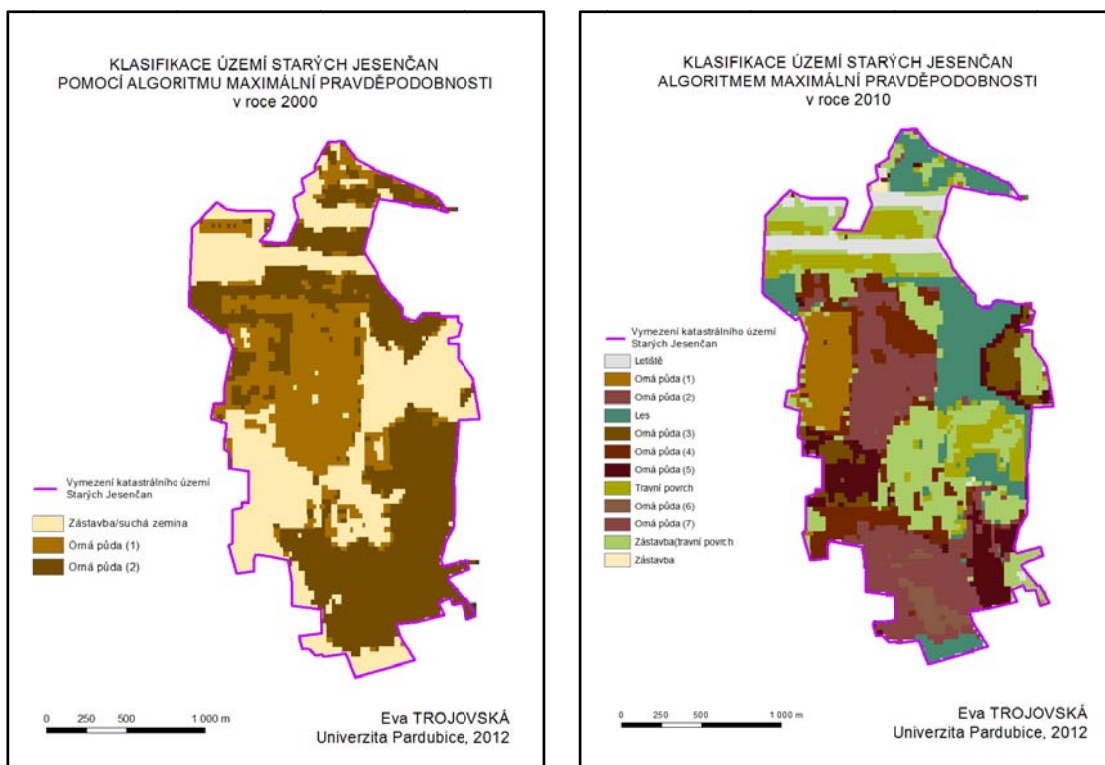 KLASIFIKACE ÚZEMÍ STARÝCH JESENČAN
POMOCÍ ALGORITMU MAXIMÁLNÍ PRAVDĚPODOBNOSTI
v roce 2000
Vymezení katastrálního území
Starých Jesenčan
Zástavba/suchá zemina
Orná půda (1)
Orná půda (2)
0 250 500 1 000 m
Eva TROJOVSKÁ
Univerzita Pardubice, 2012
KLASIFIKACE ÚZEMÍ STARÝCH JESENČAN
ALGORITMEM MAXIMÁLNÍ PRAVDĚPODOBNOSTI
v roce 2010
Vymezení katastrálního území
Starých Jesenčan
Letiště
Orná půda (1)
Orná půda (2)
Les
Orná půda (3)
Orná půda (4)
Orná půda (5)
Travní povrch
Orná půda (6)
Orná půda (7)
Zástavba(travní povrch
Zástavba
0 250 500 1 000 m
Eva TROJOVSKÁ
Univerzita Pardubice, 2012